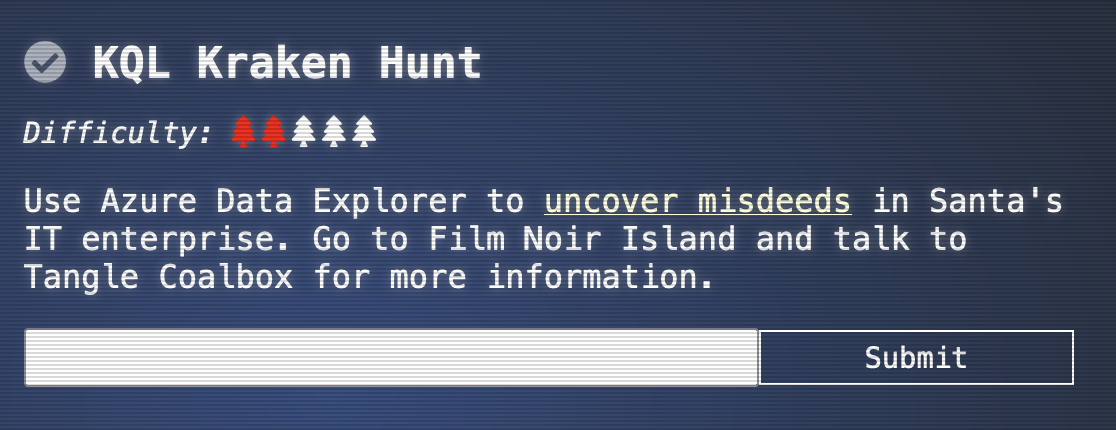 KQL Kraken Hunt
Difficulty:
Use Azure Data Explorer to uncover misdeeds in Santa's
IT enterprise. Go to Film Noir Island and talk to
Tangle Coalbox for more information.
Submit